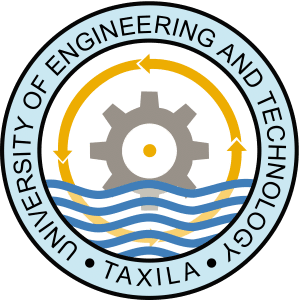 UNIVERSITY OF ENGINEERING AND TECHNOLOGY
• TAXILA •